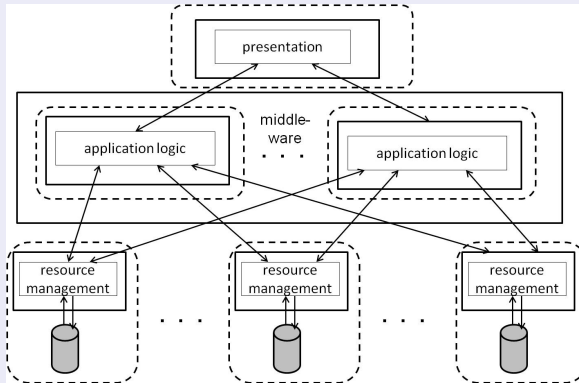 presentation
middle-
ware
. . .
application logic
application logic
resource
management
resource
management
resource
management
. . .
. . .